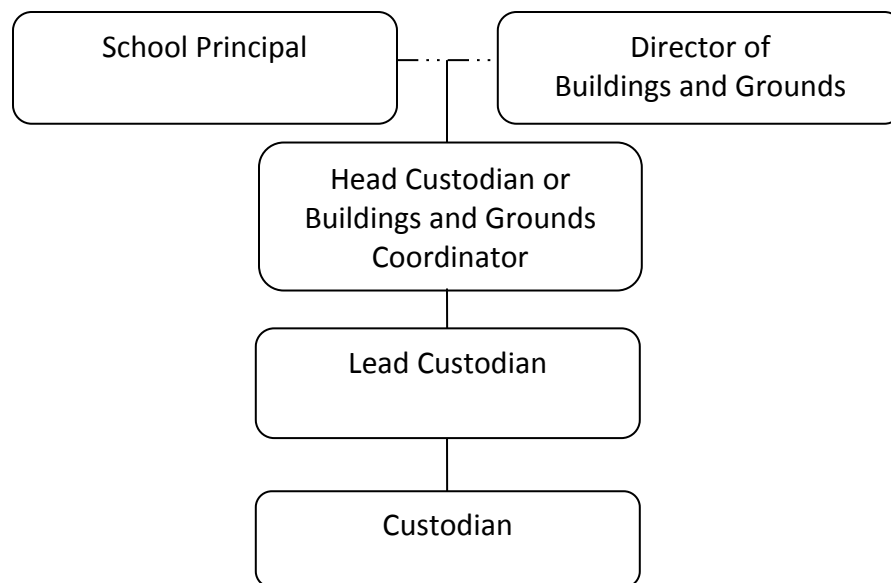 School Principal
Director of
Buildings and Grounds
Head Custodian or
Buildings and Grounds
Coordinator
Lead Custodian
Custodian